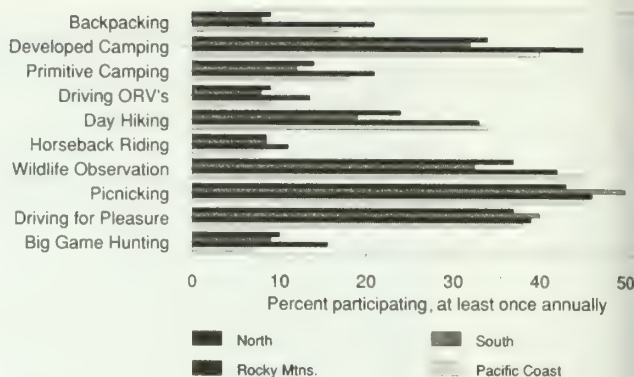 Backpacking
Developed Camping
Primitive Camping
Driving ORV's
Day Hiking
Horseback Riding
Wildlife Observation
Picnicking
Driving for Pleasure
Big Game Hunting
0 10 20 30 40 50
Percent participating, at least once annually
North South
Rocky Mtns. Pacific Coast